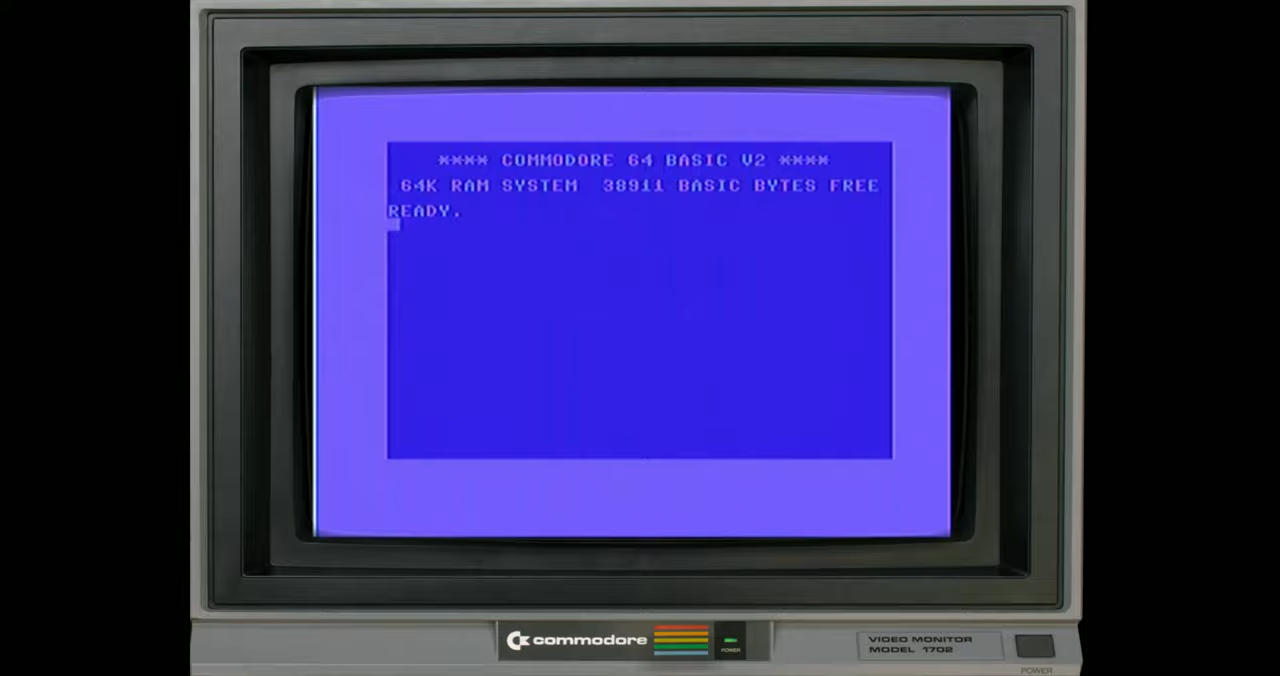 **** COMMODORE 64 BASIC V2 ****
64K RAM SYSTEM  38911 BASIC BYTES FREE
READY.
commodore
POWER
VIDEO MONITOR
MODEL 1702
POWER